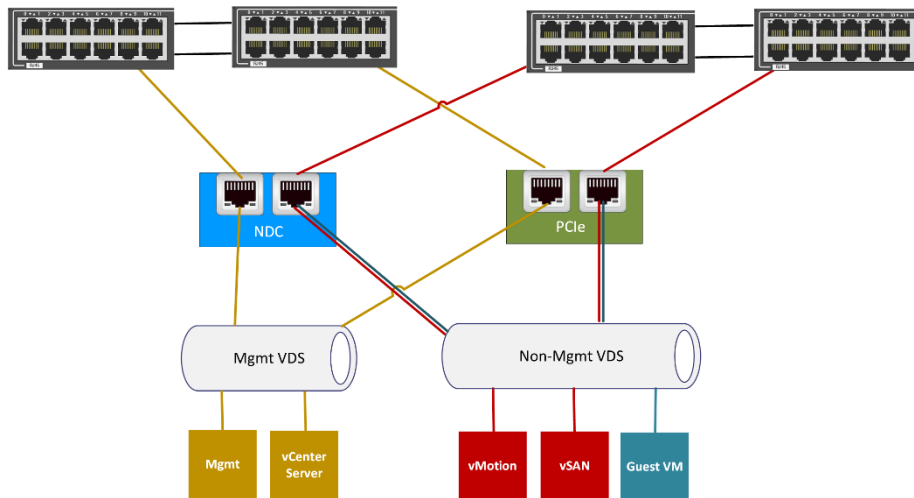 NDC
PCIe
Mgmt VDS
Non-Mgmt VDS
Mgmt
vCenter
Server
vMotion
vSAN
Guest VM